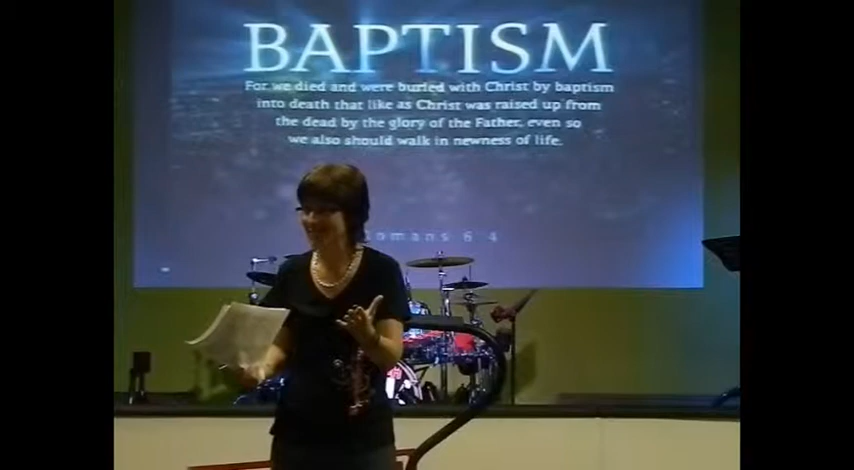 BAPTISM
For we died and were buried with Christ by baptism
into death that like as Christ was raised up from
the dead by the glory of the Father, even so
we also should walk in newness of life.
Romans 6 4